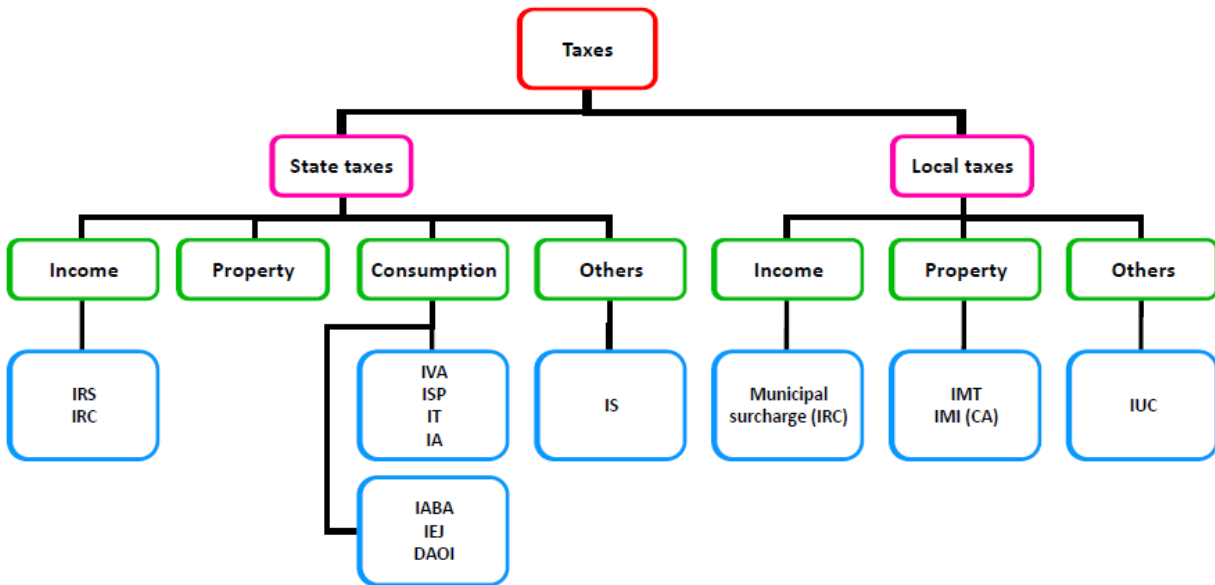 Taxes
State taxes
Local taxes
Income
Property
Consumption
Others
Income
Property
Others
IRS
IRC
IVA
ISP
IT
IA
IS
Municipal
surcharge (IRC)
IMT
IMI (CA)
IUC
IABA
IEJ
DAOI